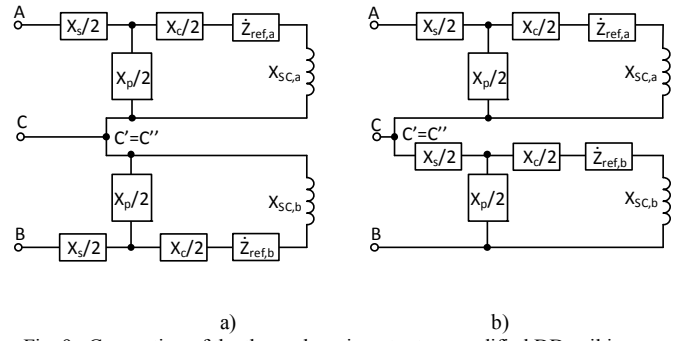 A
Xs/2
Xc/2
Żref,a
Xp/2
XSC,a
C
C'=C''
Xp/2
XSC,b
B
Xs/2
Xc/2
Żref,b
A
Xs/2
Xc/2
Żref,a
Xp/2
XSC,a
C
C'=C''
Xs/2
Xc/2
Żref,b
Xp/2
XSC,b
B
a) b)